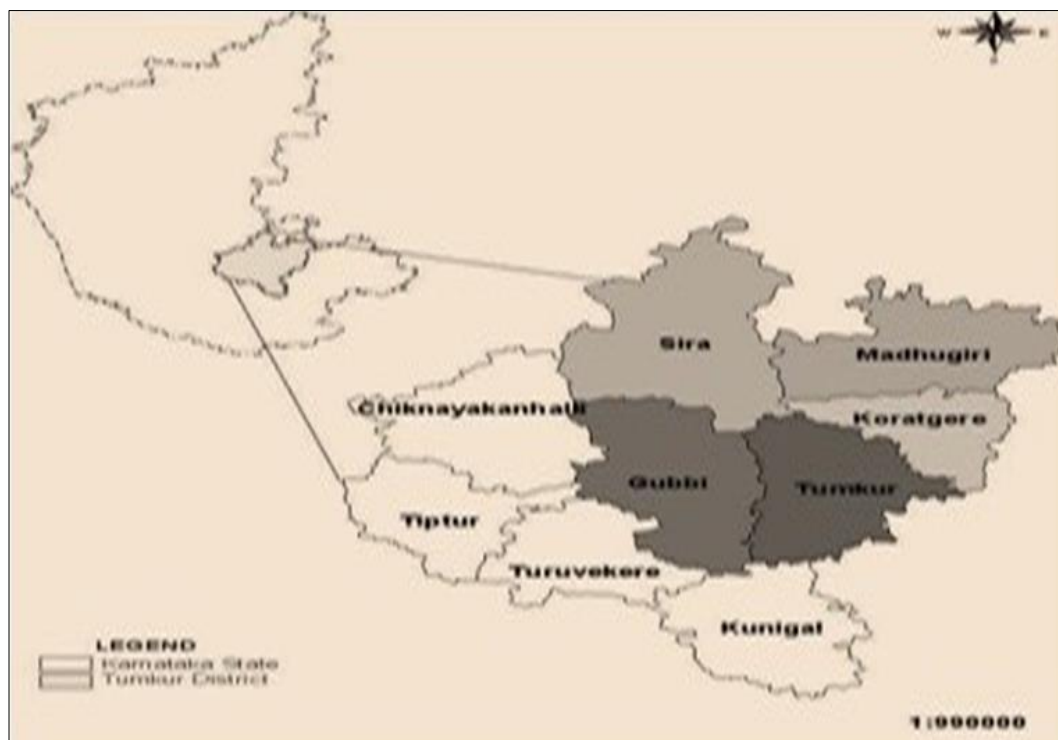 W E
S
Sira
Madhugiri
Chiknayakanhalli
Koratgere
Gubbi
Tumkur
Tiptur
Turuvekere
Kunigal
LEGEND
Karnataka State
Tumkur District
1:990000